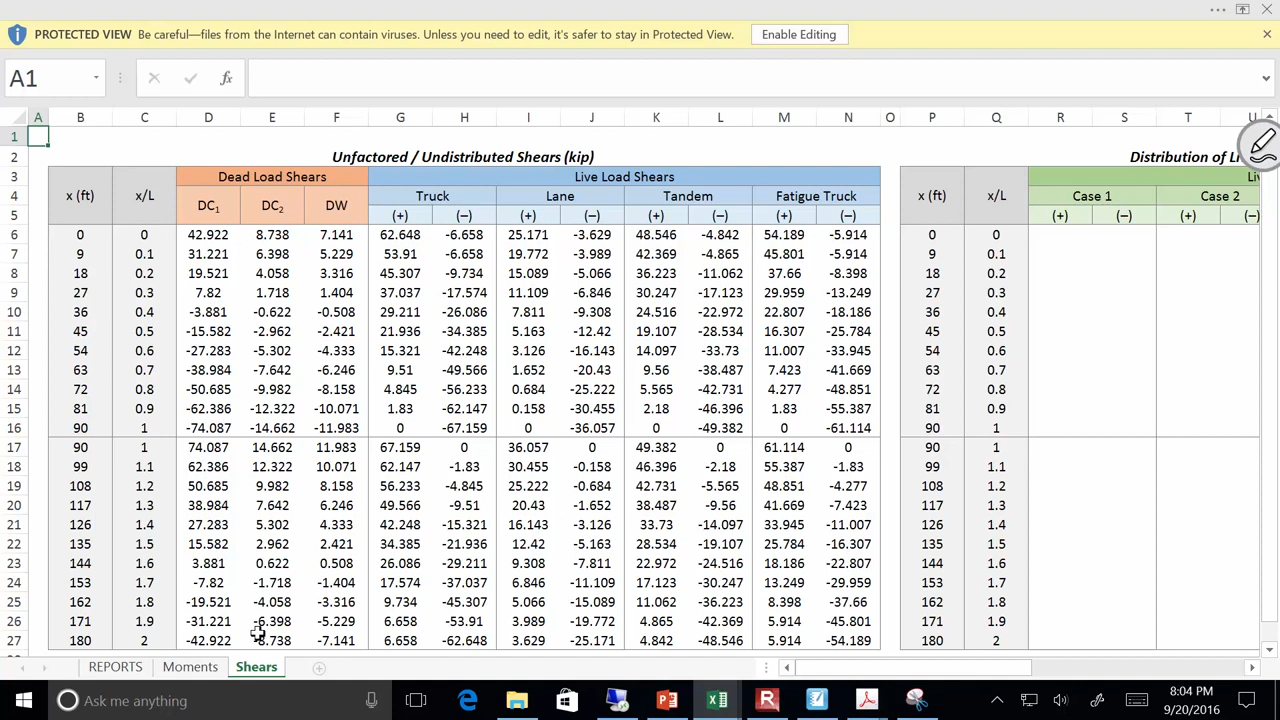 PROTECTED VIEW Be careful—files from the Internet can contain viruses. Unless you need to edit, it's safer to stay in Protected View. Enable Editing
A1
fx
A B C D E F G H I J K L M N O P Q R S T U
1
2 Unfactored / Undistributed Shears (kip) Distribution of Li
3 Dead Load Shears Live Load Shears Liv
4 x (ft) x/L DC1 DC2 DW Truck Lane Tandem Fatigue Truck x (ft) x/L Case 1 Case 2
5 (+) (–) (+) (–) (+) (–) (+) (–) (+) (–) (+) (–)
6 0 0 42.922 8.738 7.141 62.648 -6.658 25.171 -3.629 48.546 -4.842 54.189 -5.914 0 0
7 9 0.1 31.221 6.398 5.229 53.91 -6.658 19.772 -3.989 42.369 -4.865 45.801 -5.914 9 0.1
8 18 0.2 19.521 4.058 3.316 45.307 -9.734 15.089 -5.066 36.223 -11.062 37.66 -8.398 18 0.2
9 27 0.3 7.82 1.718 1.404 37.037 -17.574 11.109 -6.846 30.247 -17.123 29.959 -13.249 27 0.3
10 36 0.4 -3.881 -0.622 -0.508 29.211 -26.086 7.811 -9.308 24.516 -22.972 22.807 -18.186 36 0.4
11 45 0.5 -15.582 -2.962 -2.421 21.936 -34.385 5.163 -12.42 19.107 -28.534 16.307 -25.784 45 0.5
12 54 0.6 -27.283 -5.302 -4.333 15.321 -42.248 3.126 -16.143 14.097 -33.73 11.007 -33.945 54 0.6
13 63 0.7 -38.984 -7.642 -6.246 9.51 -49.566 1.652 -20.43 9.56 -38.487 7.423 -41.669 63 0.7
14 72 0.8 -50.685 -9.982 -8.158 4.845 -56.233 0.684 -25.222 5.565 -42.731 4.277 -48.851 72 0.8
15 81 0.9 -62.386 -12.322 -10.071 1.83 -62.147 0.158 -30.455 2.18 -46.396 1.83 -55.387 81 0.9
16 90 1 -74.087 -14.662 -11.983 0 -67.159 0 -36.057 0 -49.382 0 -61.114 90 1
17 90 1 74.087 14.662 11.983 67.159 0 36.057 0 49.382 0 61.114 0 90 1
18 99 1.1 62.386 12.322 10.071 62.147 -1.83 30.455 -0.158 46.396 -2.18 55.387 -1.83 99 1.1
19 108 1.2 50.685 9.982 8.158 56.233 -4.845 25.222 -0.684 42.731 -5.565 48.851 -4.277 108 1.2
20 117 1.3 38.984 7.642 6.246 49.566 -9.51 20.43 -1.652 38.487 -9.56 41.669 -7.423 117 1.3
21 126 1.4 27.283 5.302 4.333 42.248 -15.321 16.143 -3.126 33.73 -14.097 33.945 -11.007 126 1.4
22 135 1.5 15.582 2.962 2.421 34.385 -21.936 12.42 -5.163 28.534 -19.107 25.784 -16.307 135 1.5
23 144 1.6 3.881 0.622 0.508 26.086 -29.211 9.308 -7.811 22.972 -24.516 18.186 -22.807 144 1.6
24 153 1.7 -7.82 -1.718 -1.404 17.574 -37.037 6.846 -11.109 17.123 -30.247 13.249 -29.959 153 1.7
25 162 1.8 -19.521 -4.058 -3.316 9.734 -45.307 5.066 -15.089 11.062 -36.223 8.398 -37.66 162 1.8
26 171 1.9 -31.221 -6.398 -5.229 6.658 -53.91 3.989 -19.772 4.865 -42.369 5.914 -45.801 171 1.9
27 180 2 -42.922 -8.738 -7.141 6.658 -62.648 3.629 -25.171 4.842 -48.546 5.914 -54.189 180 2
REPORTS Moments Shears
Ask me anything
8:04 PM
9/20/2016